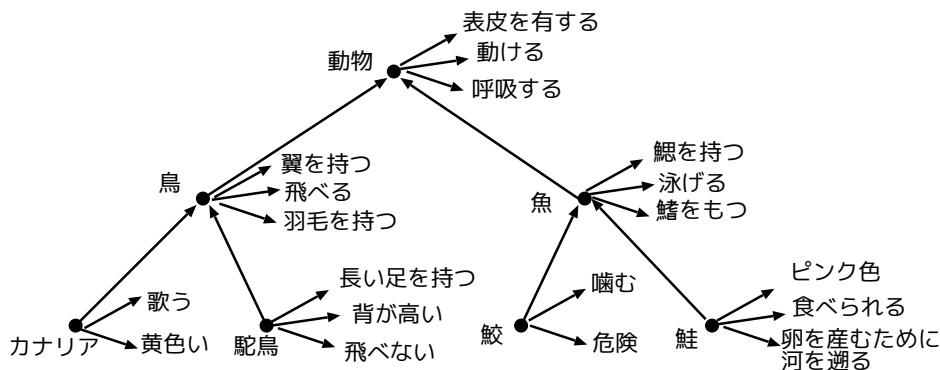 表皮を有する
動物
動ける
呼吸する
鳥
翼を持つ
飛べる
羽毛を持つ
魚
鰓を持つ
泳げる
鰭をもつ
カナリア
歌う
黄色い
駝鳥
長い足を持つ
背が高い
飛べない
鮫
噛む
危険
鮭
ピンク色
食べられる
卵を産むために
河を遡る